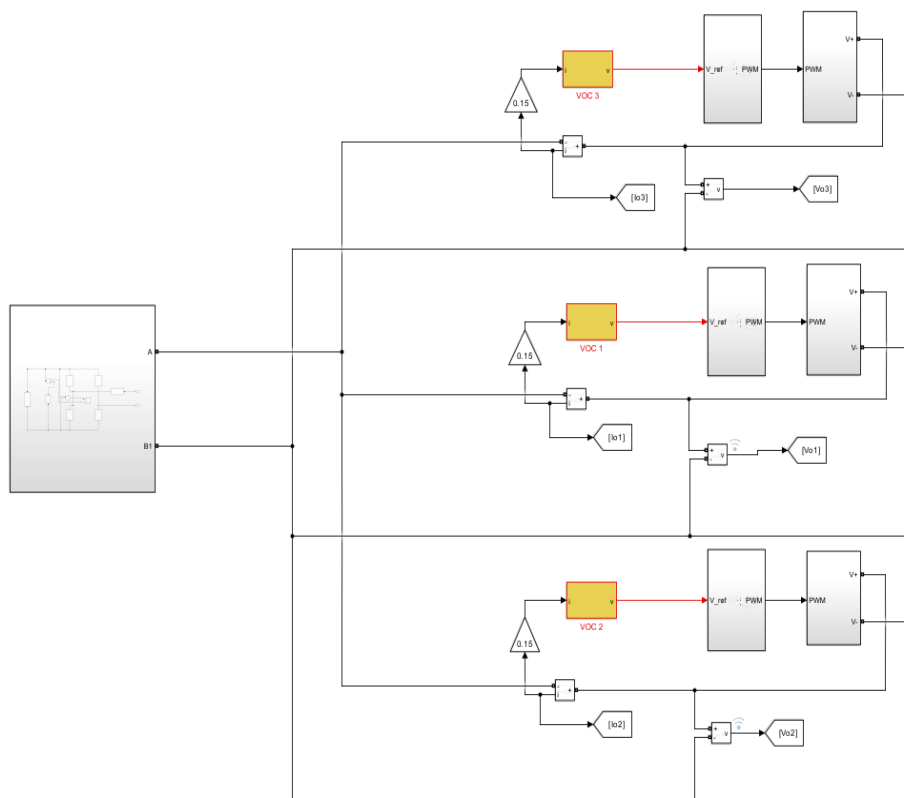 V+
i
v
V_ref
PWM
PWM
0.15
VOC 3
V-
-
i
+
[Io3]
+
-
v
[Vo3]
V+
i
v
V_ref
PWM
PWM
A
0.15
VOC 1
V-
-
i
+
B1
[Io1]
+
-
v
[Vo1]
V+
i
v
V_ref
PWM
PWM
0.15
VOC 2
V-
-
i
+
[Io2]
+
-
v
[Vo2]